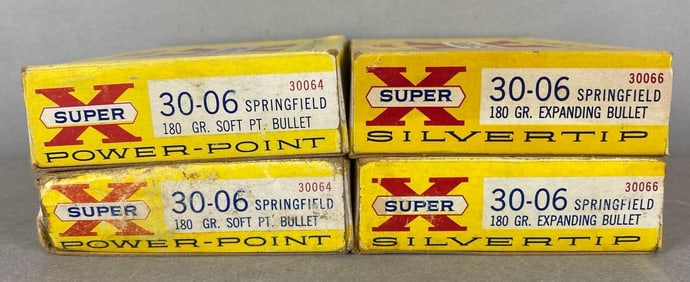 X
SUPER
30064
30-06 SPRINGFIELD
180 GR. SOFT PT. BULLET
POWER-POINT
X
SUPER
30066
30-06 SPRINGFIELD
180 GR. EXPANDING BULLET
SILVERTIP
X
SUPER
30064
30-06 SPRINGFIELD
180 GR. SOFT PT. BULLET
POWER-POINT
X
SUPER
30066
30-06 SPRINGFIELD
180 GR. EXPANDING BULLET
SILVERTIP